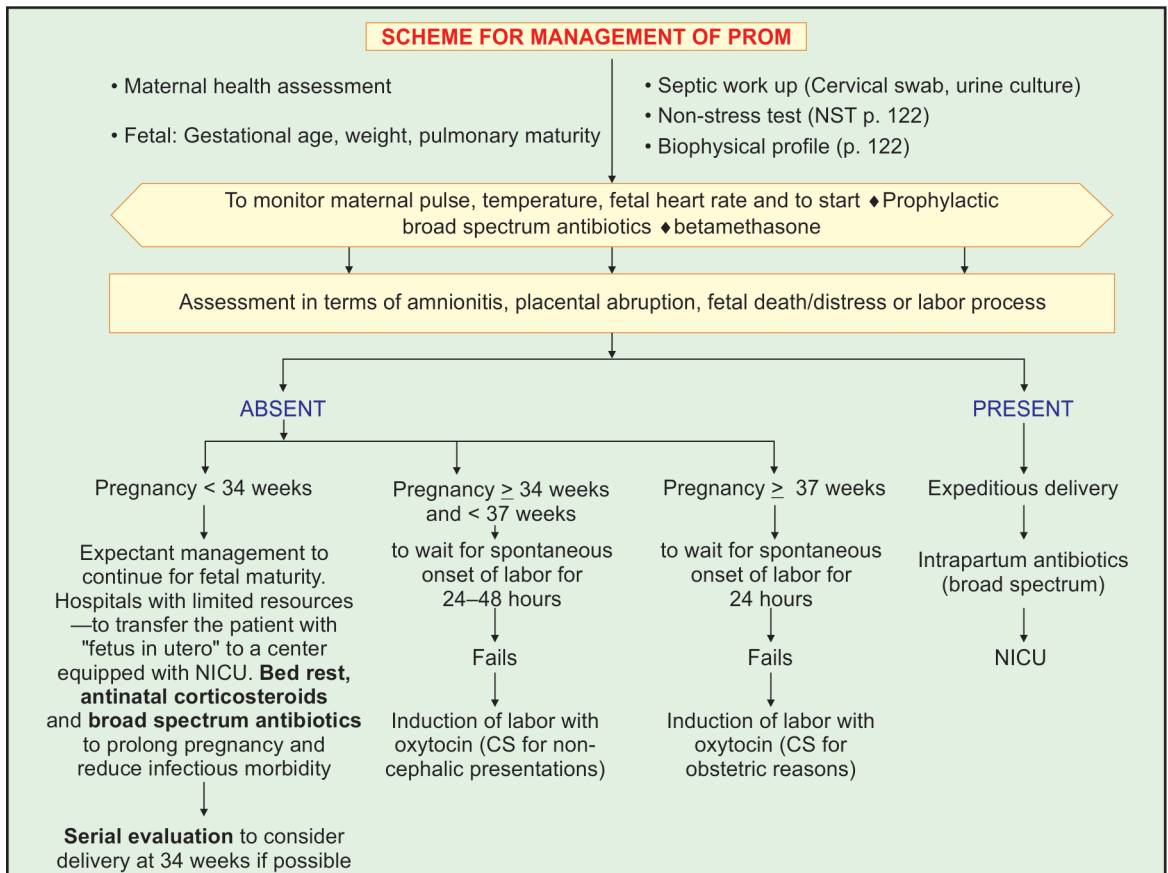 SCHEME FOR MANAGEMENT OF PROM
• Maternal health assessment
• Fetal: Gestational age, weight, pulmonary maturity
• Septic work up (Cervical swab, urine culture)
• Non-stress test (NST p. 122)
• Biophysical profile (p. 122)
To monitor maternal pulse, temperature, fetal heart rate and to start ♦Prophylactic
broad spectrum antibiotics ♦betamethasone
Assessment in terms of amnionitis, placental abruption, fetal death/distress or labor process
ABSENT
Pregnancy < 34 weeks
Expectant management to
continue for fetal maturity.
Hospitals with limited resources
—to transfer the patient with
"fetus in utero" to a center
equipped with NICU. Bed rest,
antinatal corticosteroids
and broad spectrum antibiotics
to prolong pregnancy and
reduce infectious morbidity
Serial evaluation to consider
delivery at 34 weeks if possible
Pregnancy ≥ 34 weeks
and < 37 weeks
to wait for spontaneous
onset of labor for
24–48 hours
Fails
Induction of labor with
oxytocin (CS for non-
cephalic presentations)
Pregnancy ≥ 37 weeks
to wait for spontaneous
onset of labor for
24 hours
Fails
Induction of labor with
oxytocin (CS for
obstetric reasons)
PRESENT
Expeditious delivery
Intrapartum antibiotics
(broad spectrum)
NICU